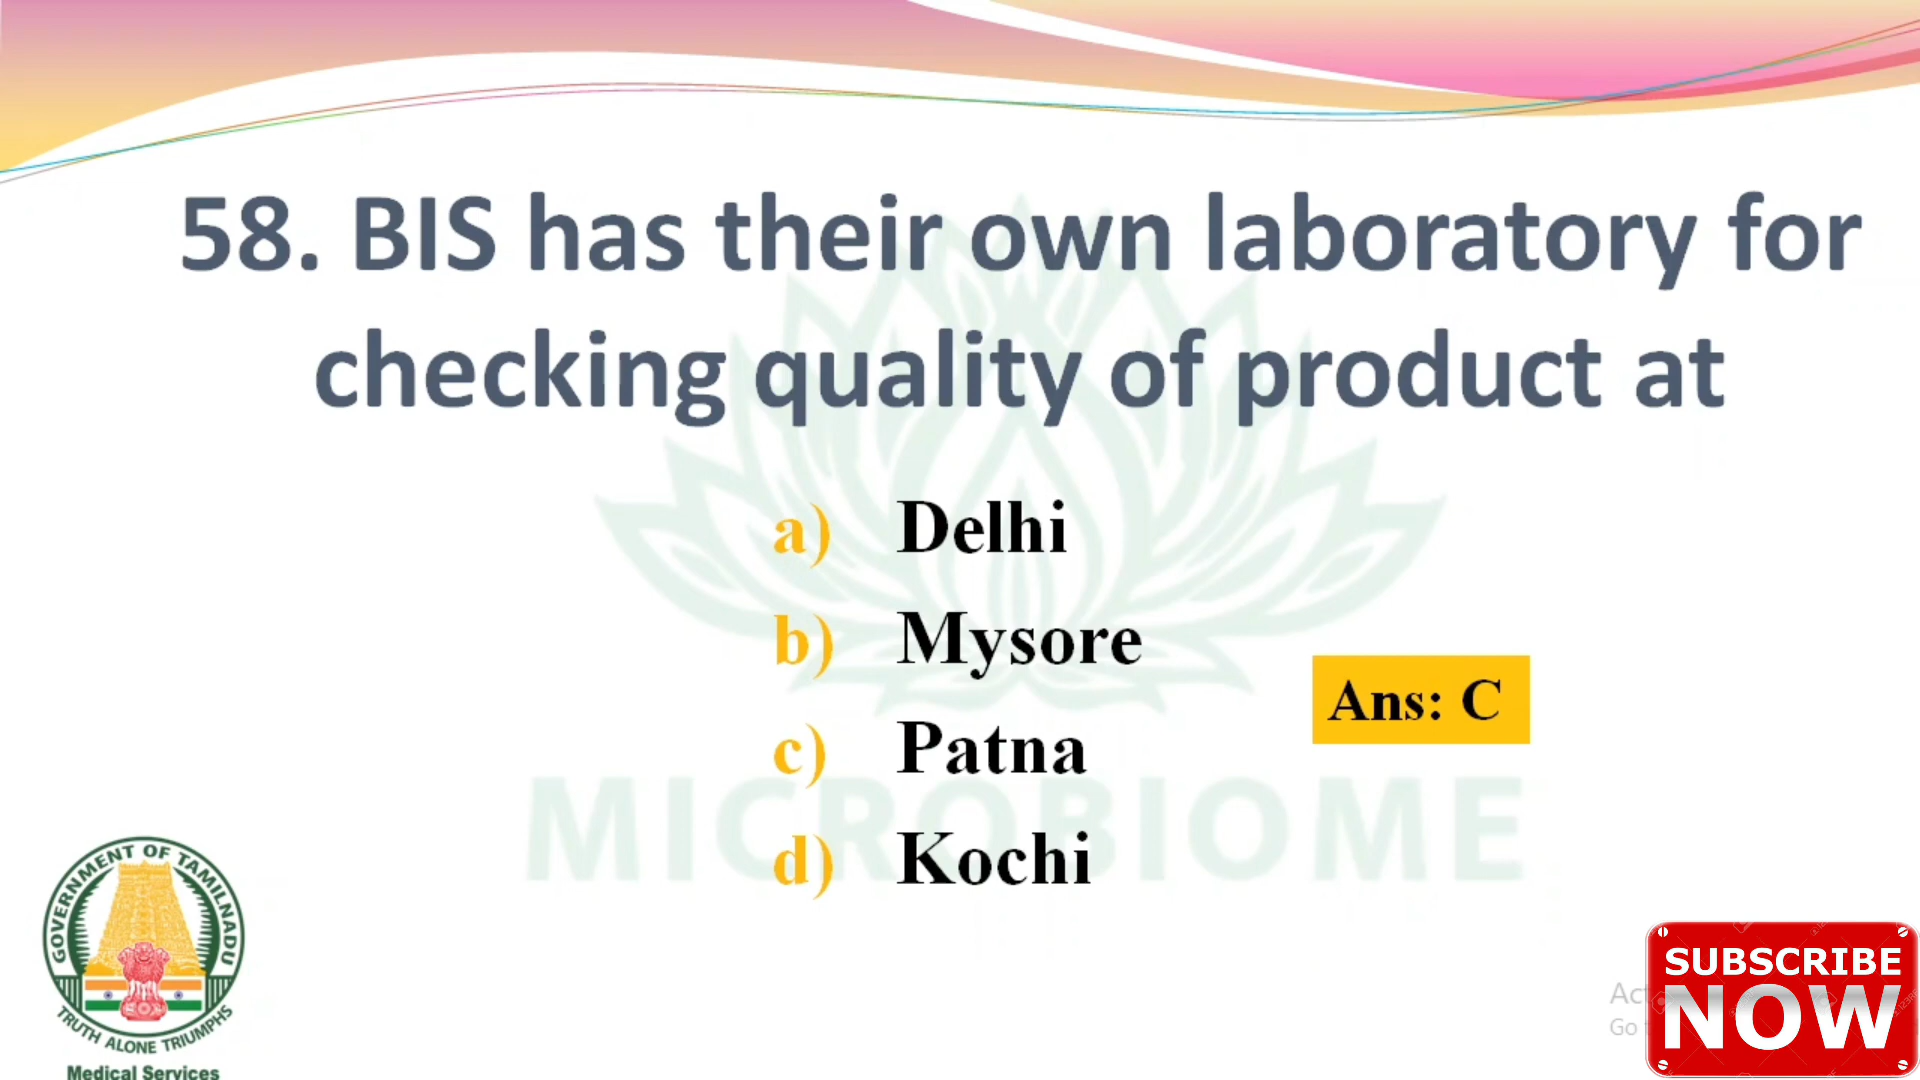 58. BIS has their own laboratory for
checking quality of product at
a) Delhi
b) Mysore
c) Patna
d) Kochi
Ans: C
MICROBIOME
GOVERNMENT OF TAMILNADU
TRUTH ALONE TRIUMPHS
Medical Services
SUBSCRIBE
NOW